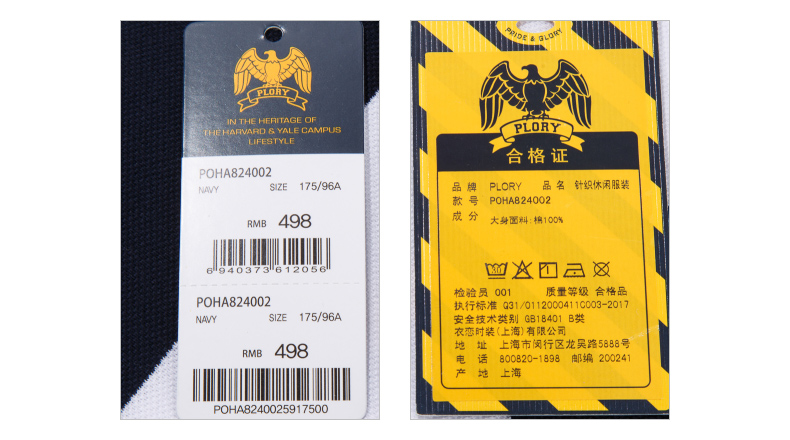 PLORY
IN THE HERITAGE OF
THE HARVARD & YALE CAMPUS
LIFESTYLE
POHA824002
NAVY SIZE 175/96A
RMB 498
6 940373 612056
POHA824002
NAVY SIZE 175/96A
RMB 498
POHA8240025917500
PRIDE & GLORY
PLORY
合格证
品牌 PLORY 品名 针织休闲服装
款号 POHA824002
成分 大身面料:棉100%
检验员 001 质量等级 合格品
执行标准 Q31/01120004110003-2017
安全技术类别 GB18401 B类
衣恋时装(上海)有限公司
地址 上海市闵行区龙吴路5888号
电话 800820-1898 邮编 200241
产地 上海